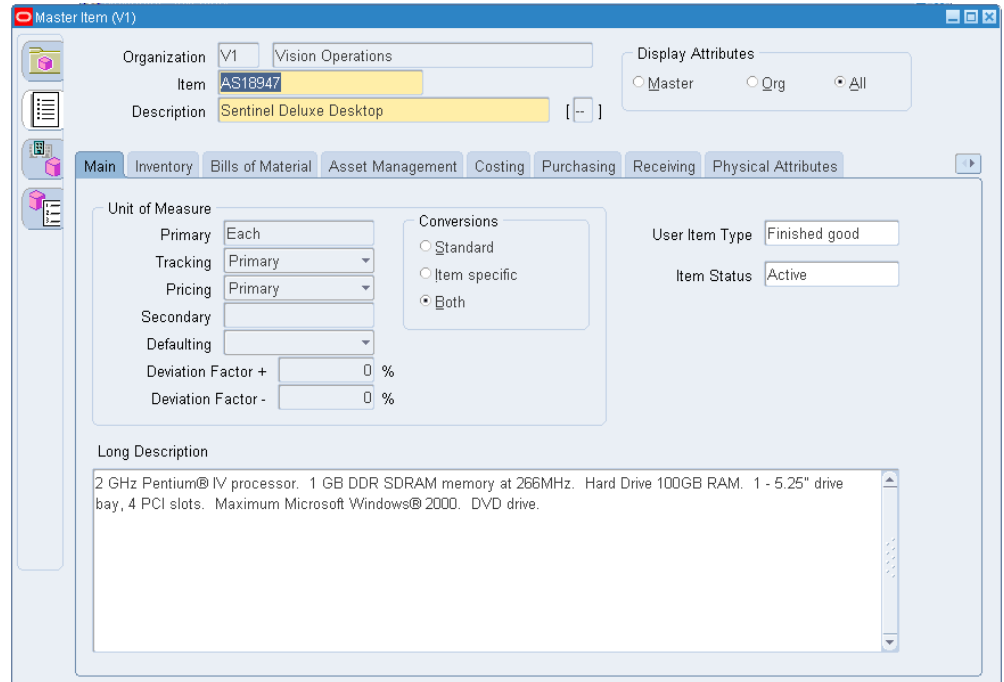 Master Item (V1)
Organization V1 Vision Operations
Item AS18947
Description Sentinel Deluxe Desktop [ -- ]
Display Attributes
Master Org All
Main Inventory Bills of Material Asset Management Costing Purchasing Receiving Physical Attributes
Unit of Measure
Primary Each
Tracking Primary
Pricing Primary
Secondary
Defaulting
Deviation Factor + 0 %
Deviation Factor - 0 %
Conversions
Standard
Item specific
Both
User Item Type Finished good
Item Status Active
Long Description
2 GHz Pentium® IV processor. 1 GB DDR SDRAM memory at 266MHz. Hard Drive 100GB RAM. 1 - 5.25" drive
bay, 4 PCI slots. Maximum Microsoft Windows® 2000. DVD drive.